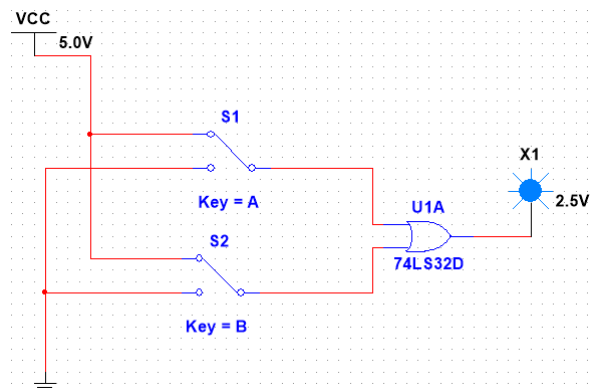 VCC
5.0V
S1
Key = A
X1
2.5V
U1A
74LS32D
S2
Key = B